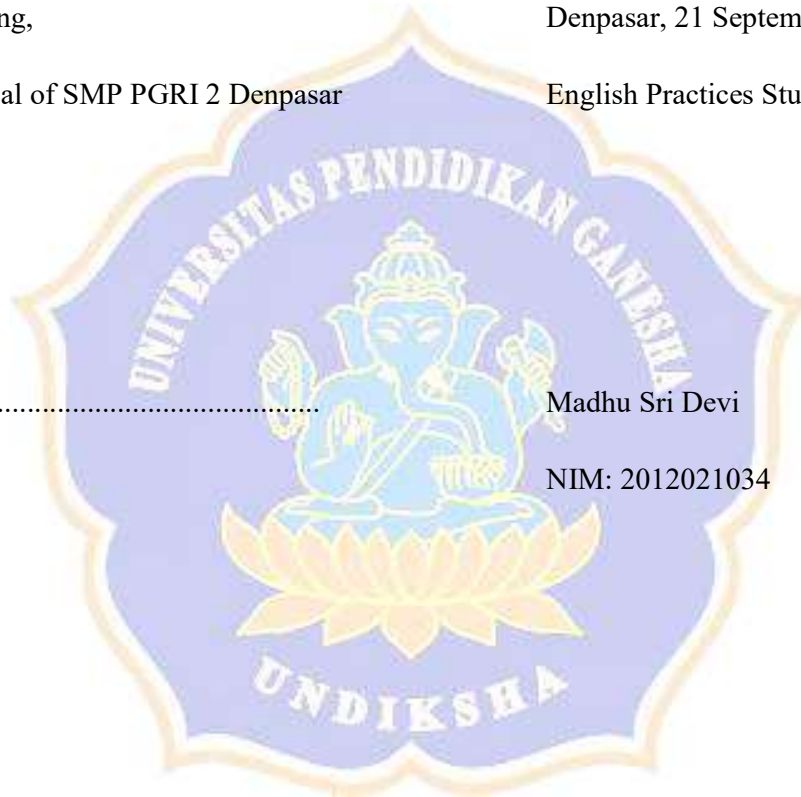 ng,
Denpasar, 21 Septem
al of SMP PGRI 2 Denpasar
English Practices Stu
UNIVERSITAS PENDIDIKAN GANESHA
........................................
Madhu Sri Devi
NIM: 2012021034
UNDIKSHA